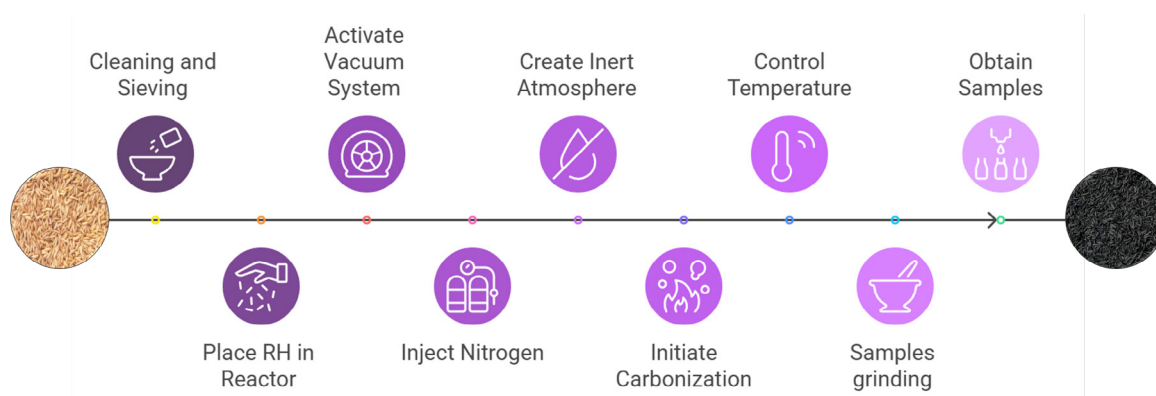 Cleaning and
Sieving
Place RH in
Reactor
Activate
Vacuum
System
Inject Nitrogen
Create Inert
Atmosphere
Initiate
Carbonization
Control
Temperature
Samples
grinding
Obtain
Samples